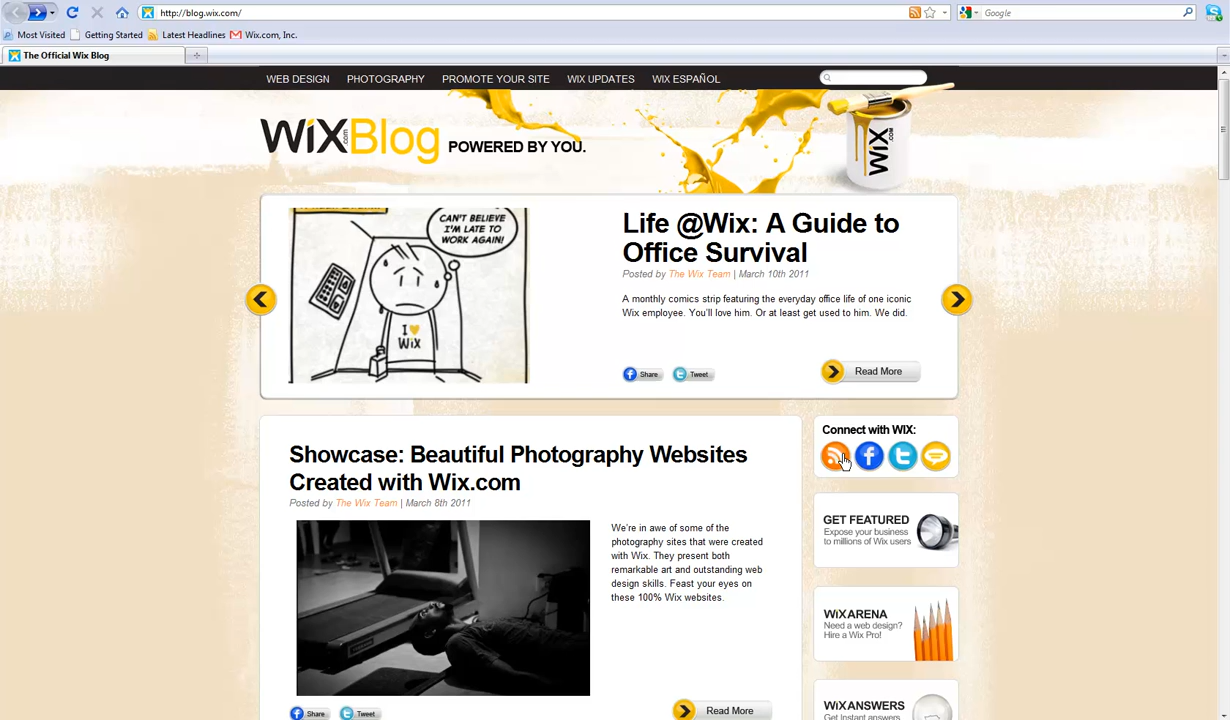 http://blog.wix.com/
Google
Most Visited Getting Started Latest Headlines Wix.com, Inc.
The Official Wix Blog
WEB DESIGN PHOTOGRAPHY PROMOTE YOUR SITE WIX UPDATES WIX ESPAÑOL
WiX.comBlog POWERED BY YOU.
WiX.COM
CAN'T BELIEVE
I'M LATE TO
WORK AGAIN!
I
WiX
Life @Wix: A Guide to
Office Survival
Posted by The Wix Team | March 10th 2011
A monthly comics strip featuring the everyday office life of one iconic
Wix employee. You'll love him. Or at least get used to him. We did.
Share Tweet Read More
Showcase: Beautiful Photography Websites
Created with Wix.com
Posted by The Wix Team | March 8th 2011
We're in awe of some of the
photography sites that were created
with Wix. They present both
remarkable art and outstanding web
design skills. Feast your eyes on
these 100% Wix websites.
Share Tweet Read More
Connect with WIX:
GET FEATURED
Expose your business
to millions of Wix users
WiXARENA
Need a web design?
Hire a Wix Pro!
WiXANSWERS
Get Instant answers